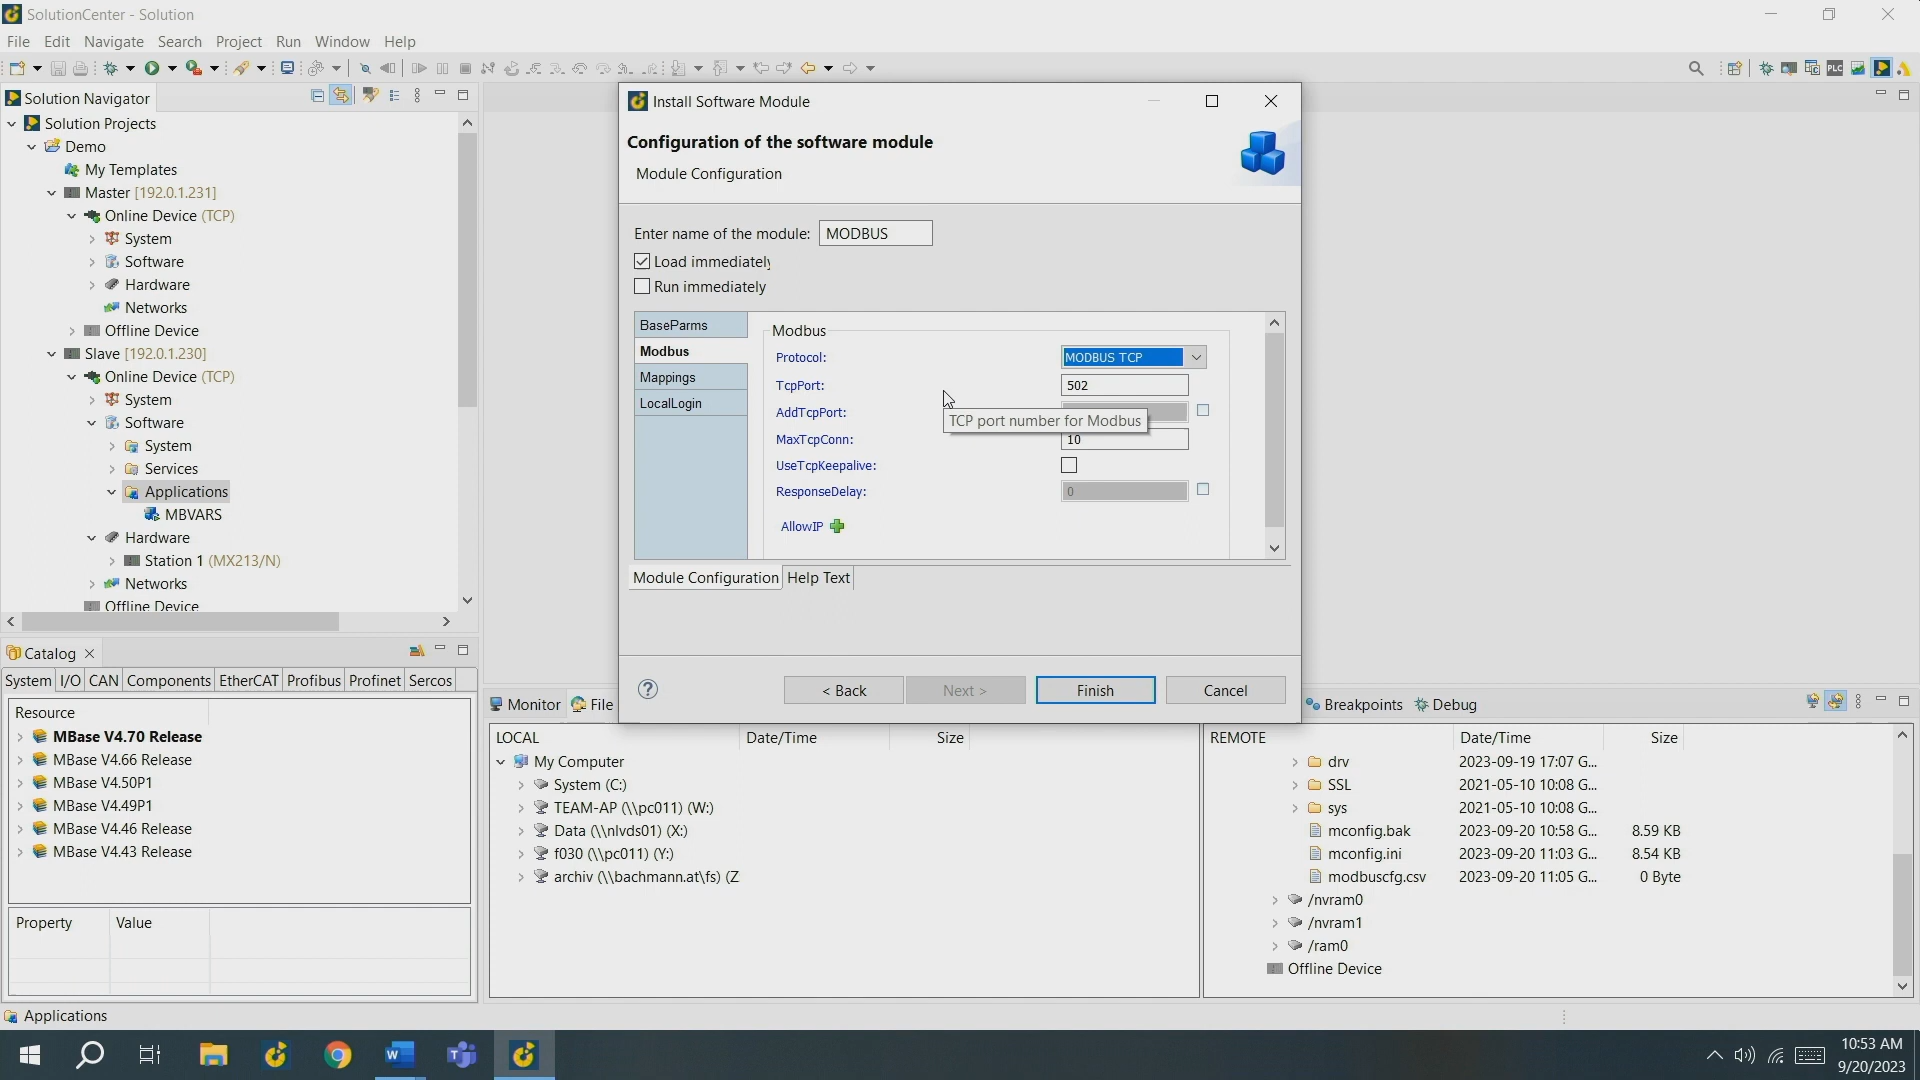 SolutionCenter - Solution
File Edit Navigate Search Project Run Window Help
Solution Navigator
Solution Projects
Demo
My Templates
Master [192.0.1.231]
Online Device (TCP)
System
Software
Hardware
Networks
Offline Device
Slave [192.0.1.230]
Online Device (TCP)
System
Software
System
Services
Applications
MBVARS
Hardware
Station 1 (MX213/N)
Networks
Offline Device
Install Software Module
Configuration of the software module
Module Configuration
Enter name of the module: MODBUS
Load immediately
Run immediately
BaseParms
Modbus
Mappings
LocalLogin
Modbus
Protocol: MODBUS TCP
TcpPort: 502
AddTcpPort:
TCP port number for Modbus
MaxTcpConn: 10
UseTcpKeepalive:
ResponseDelay: 0
AllowIP
Module Configuration Help Text
< Back Next > Finish Cancel
Catalog
System I/O CAN Components EtherCAT Profibus Profinet Sercos
Resource
MBase V4.70 Release
MBase V4.66 Release
MBase V4.50P1
MBase V4.49P1
MBase V4.46 Release
MBase V4.43 Release
Property Value
Monitor File Breakpoints Debug
LOCAL Date/Time Size
My Computer
System (C:)
TEAM-AP (\\pc011) (W:)
Data (\\nlvds01) (X:)
f030 (\\pc011) (Y:)
archiv (\\bachmann.at\fs) (Z
REMOTE Date/Time Size
drv 2023-09-19 17:07 G...
SSL 2021-05-10 10:08 G...
sys 2021-05-10 10:08 G...
mconfig.bak 2023-09-20 10:58 G... 8.59 KB
mconfig.ini 2023-09-20 11:03 G... 8.54 KB
modbuscfg.csv 2023-09-20 11:05 G... 0 Byte
/nvram0
/nvram1
/ram0
Offline Device
Applications
10:53 AM
9/20/2023
PLC